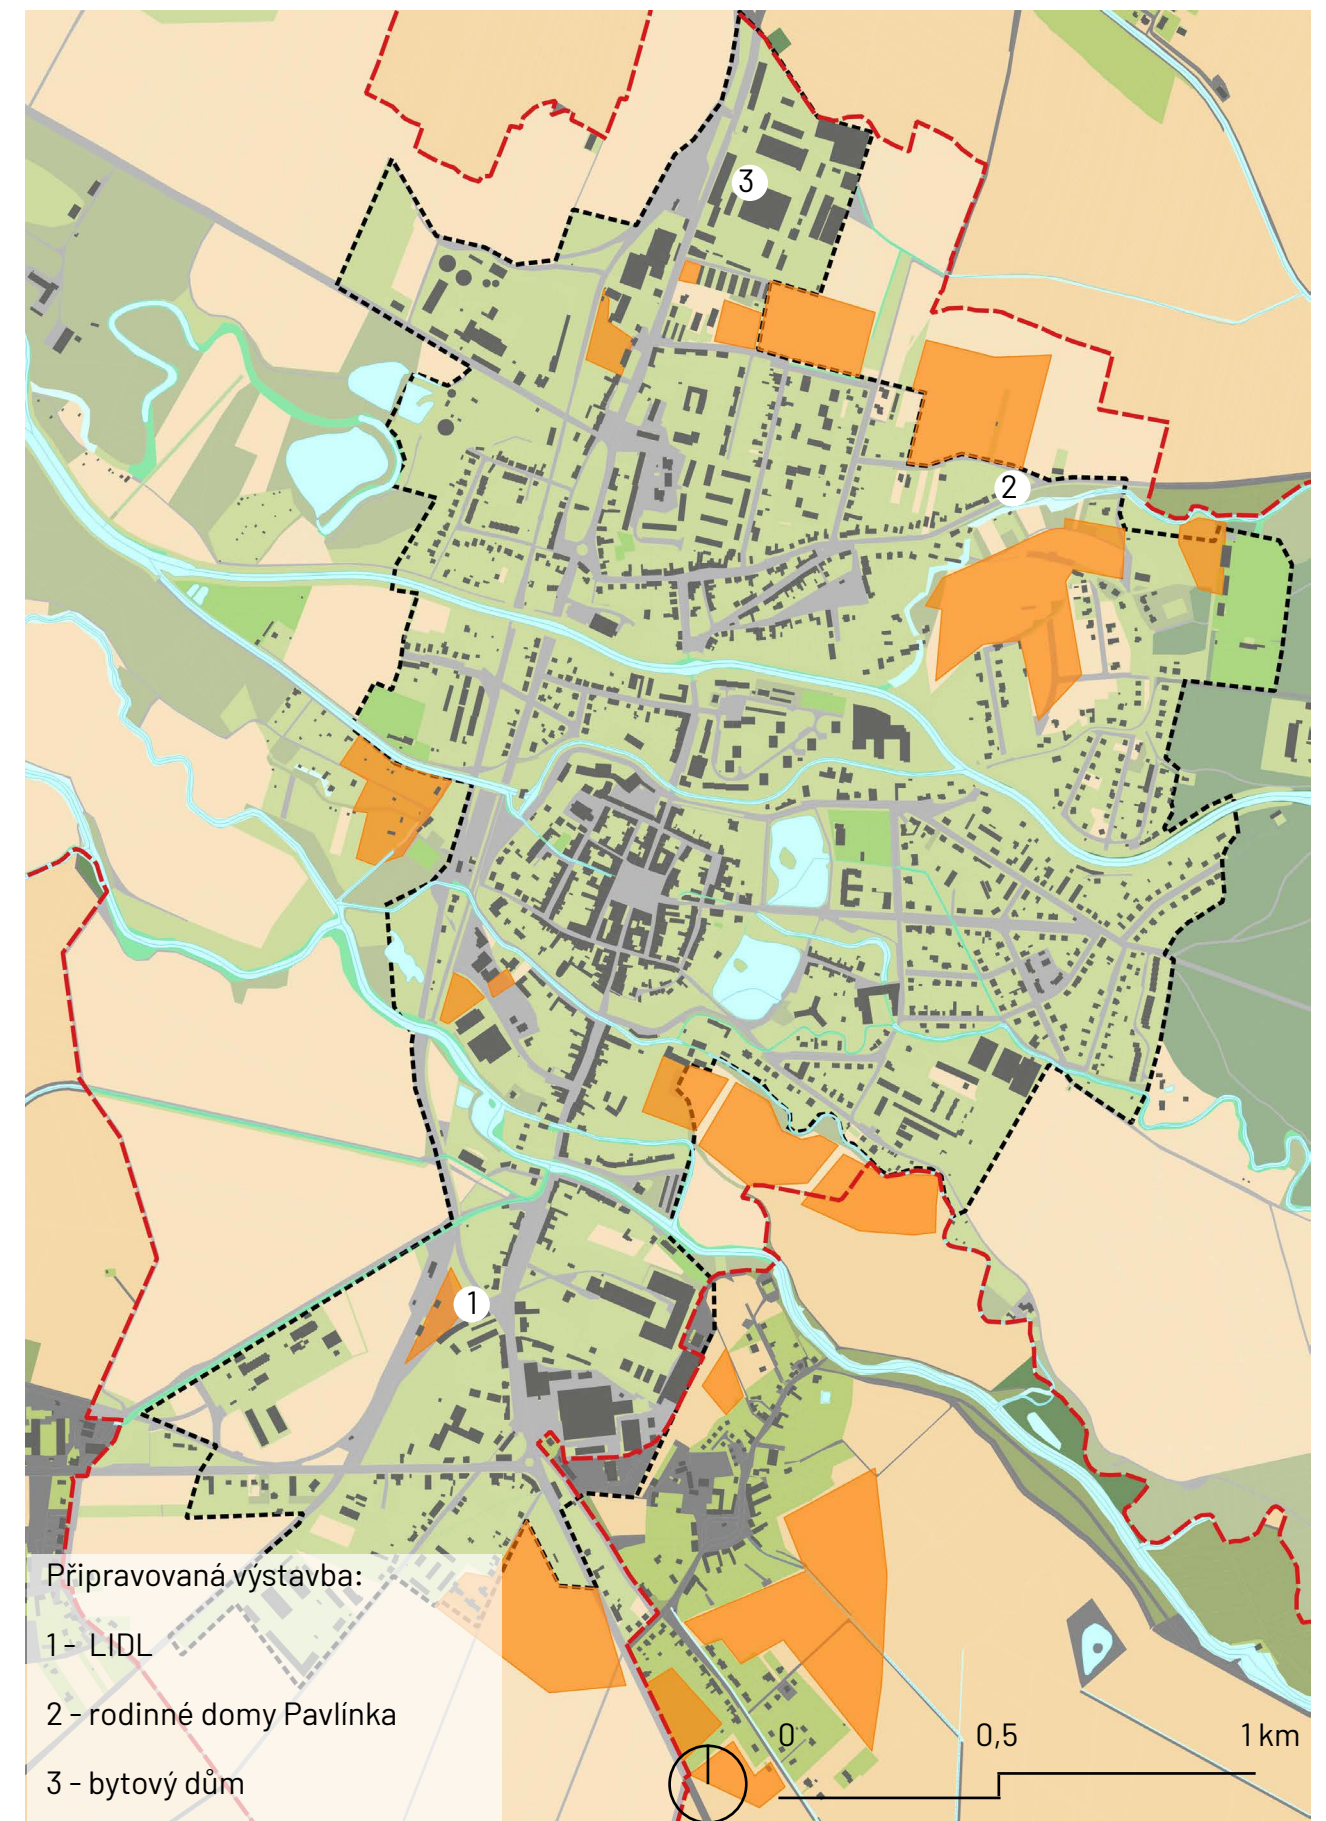 3
2
1
Připravovaná výstavba:
1 - LIDL
2 - rodinné domy Pavlínka
3 - bytový dům
0 0,5 1 km